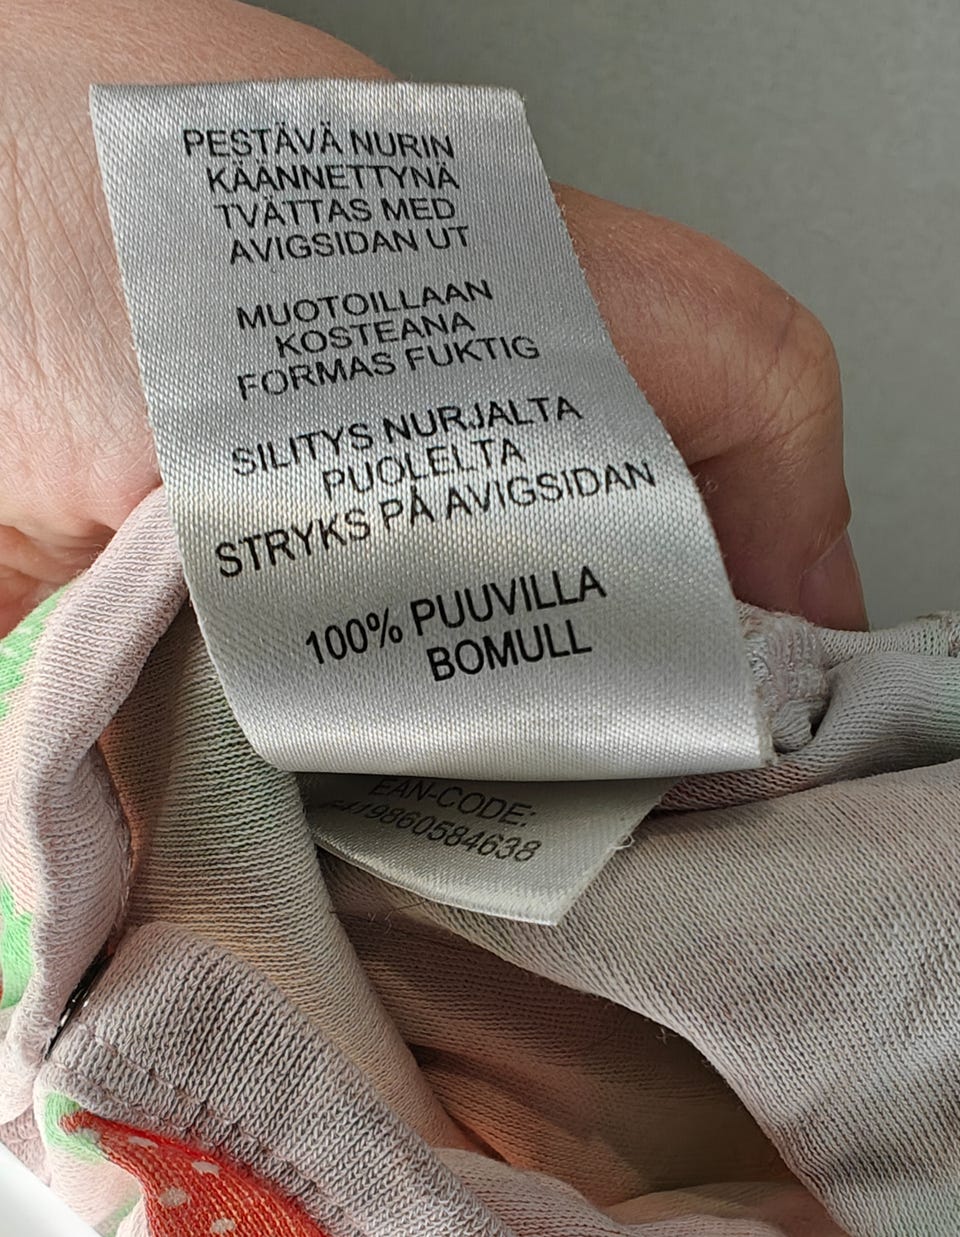 PESTÄVÄ NURIN
KÄÄNNETTYNÄ
TVÄTTAS MED
AVIGSIDAN UT
MUOTOILLAAN
KOSTEANA
FORMAS FUKTIG
SILITYS NURJALTA
PUOLELTA
STRYKS PÅ AVIGSIDAN
100% PUUVILLA
BOMULL
EAN-CODE:
6419860584638